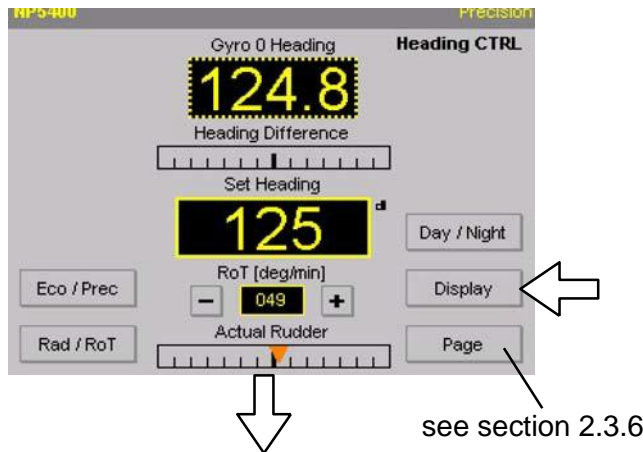 NP5400 Precision
Gyro 0 Heading Heading CTRL
124.8
Heading Difference
Set Heading
125
Day / Night
RoT [deg/min]
Eco / Prec − 049 + Display
Actual Rudder
Rad / RoT Page
see section 2.3.6